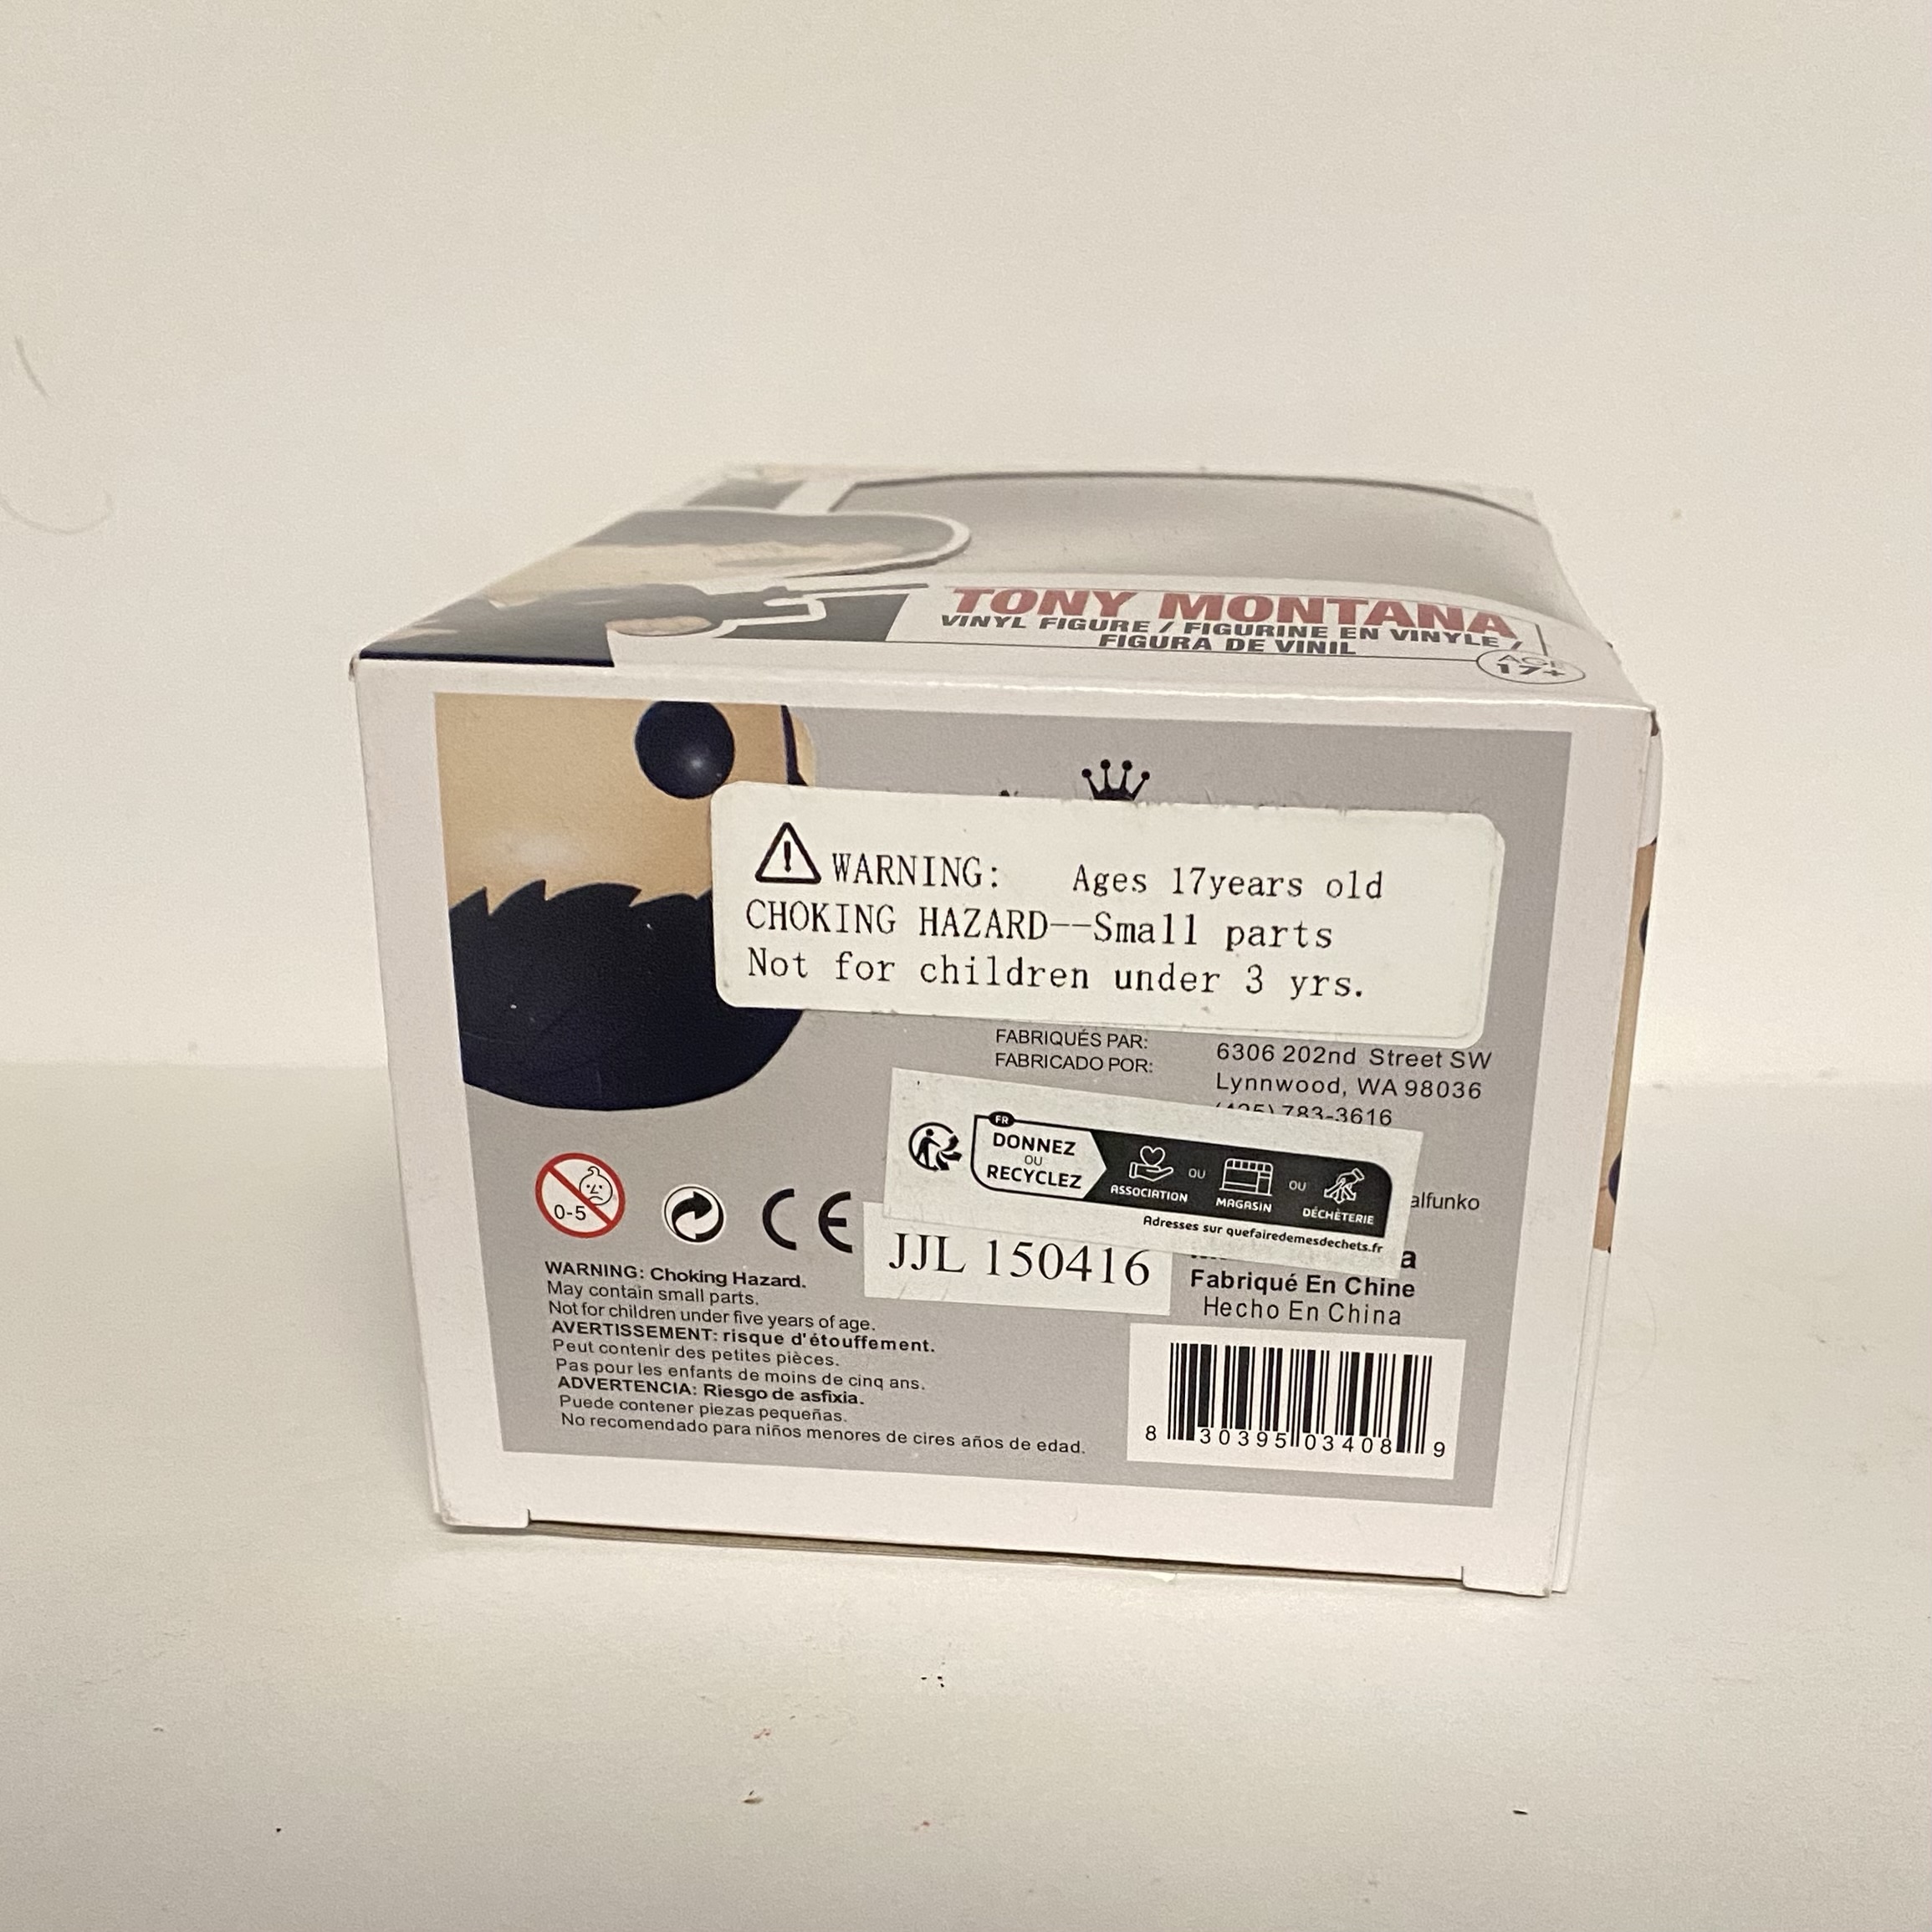 TONY MONTANA
VINYL FIGURE / FIGURINE EN VINYLE /
FIGURA DE VINIL
AGE
17+
WARNING: Ages 17years old
CHOKING HAZARD--Small parts
Not for children under 3 yrs.
FABRIQUÉS PAR:
FABRICADO POR:
6306 202nd Street SW
Lynnwood, WA 98036
(425) 783-3616
FR
DONNEZ
OU
RECYCLEZ
ASSOCIATION
OU
MAGASIN
OU
DÉCHÈTERIE
Adresses sur quefairedemesdechets.fr
alfunko
0-5
CE
JJL 150416
a
Fabriqué En Chine
Hecho En China
WARNING: Choking Hazard.
May contain small parts.
Not for children under five years of age.
AVERTISSEMENT: risque d'étouffement.
Peut contenir des petites pièces.
Pas pour les enfants de moins de cinq ans.
ADVERTENCIA: Riesgo de asfixia.
Puede contener piezas pequeñas.
No recomendado para niños menores de cires años de edad.
8 30395 03408 9